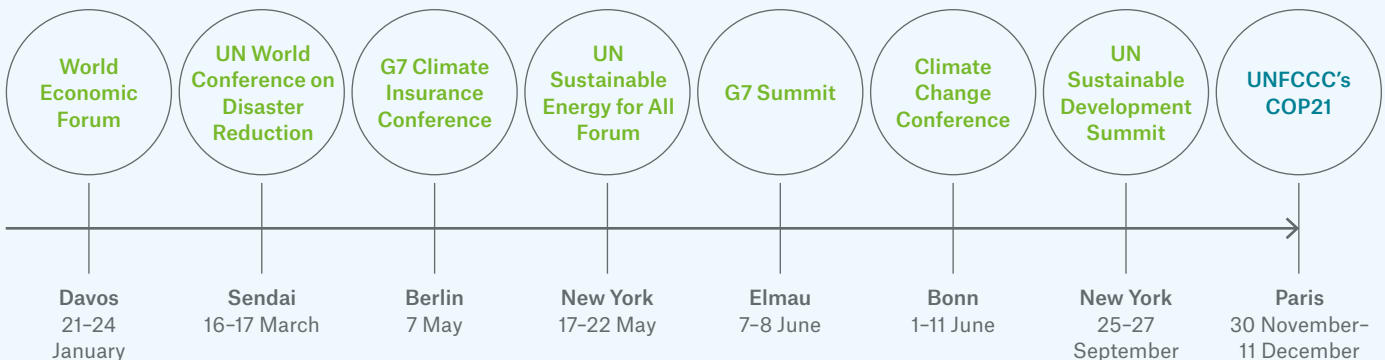 World
Economic
Forum
UN World
Conference on
Disaster
Reduction
G7 Climate
Insurance
Conference
UN
Sustainable
Energy for All
Forum
G7 Summit
Climate
Change
Conference
UN
Sustainable
Development
Summit
UNFCCC’s
COP21
Davos
21–24
January
Sendai
16–17 March
Berlin
7 May
New York
17–22 May
Elmau
7–8 June
Bonn
1–11 June
New York
25–27
September
Paris
30 November–
11 December